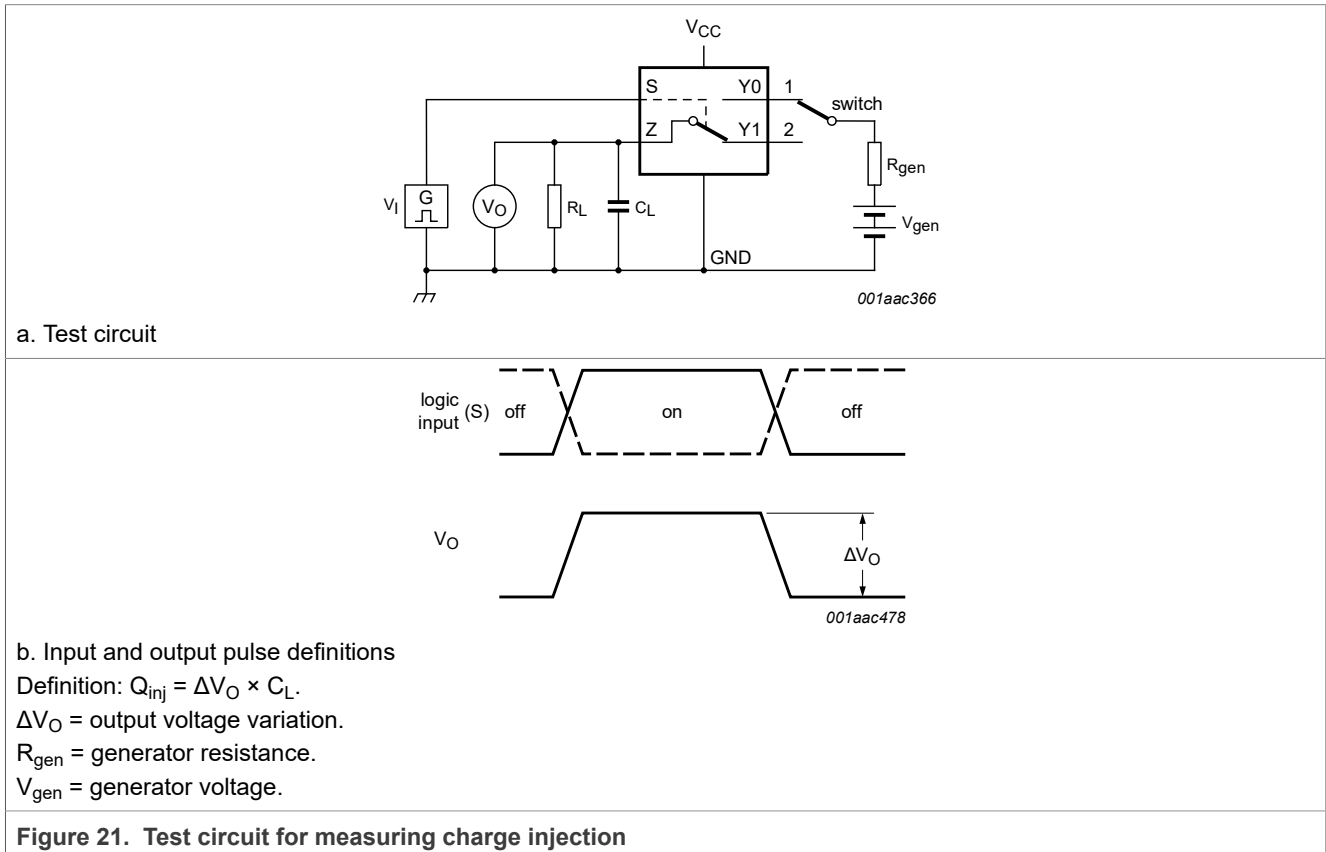 VCC
S
Y0
1
switch
Z
Y1
2
Rgen
VI
G
VO
RL
CL
Vgen
GND
001aac366
a. Test circuit
logic
input
(S)
off
on
off
VO
ΔVO
001aac478
b. Input and output pulse definitions
Definition: Qinj = ΔVO × CL.
ΔVO = output voltage variation.
Rgen = generator resistance.
Vgen = generator voltage.
Figure 21. Test circuit for measuring charge injection